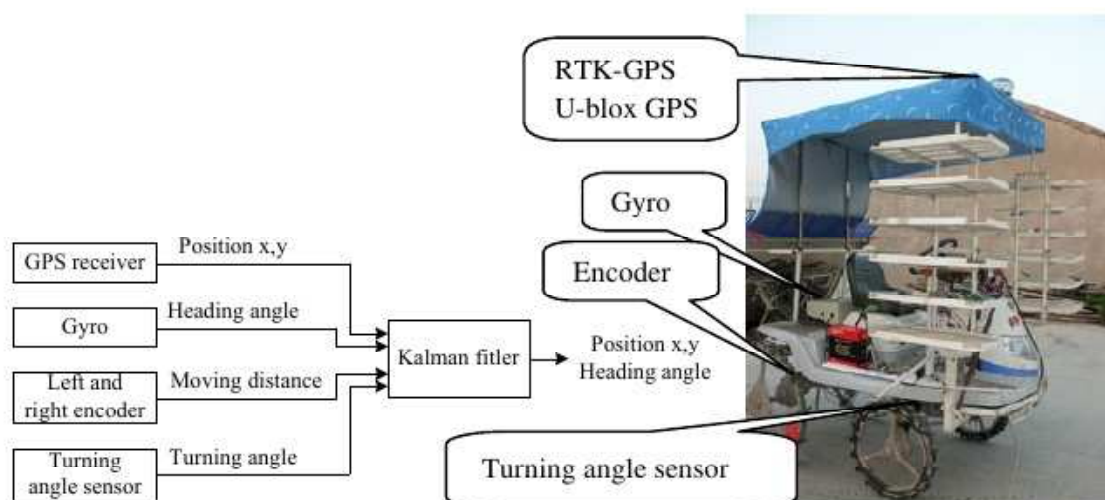 RTK-GPS
U-blox GPS
Gyro
Encoder
Turning angle sensor
GPS receiver
Position x,y
Gyro
Heading angle
Left and
right encoder
Moving distance
Turning
angle sensor
Turning angle
Kalman fitler
Position x,y
Heading angle